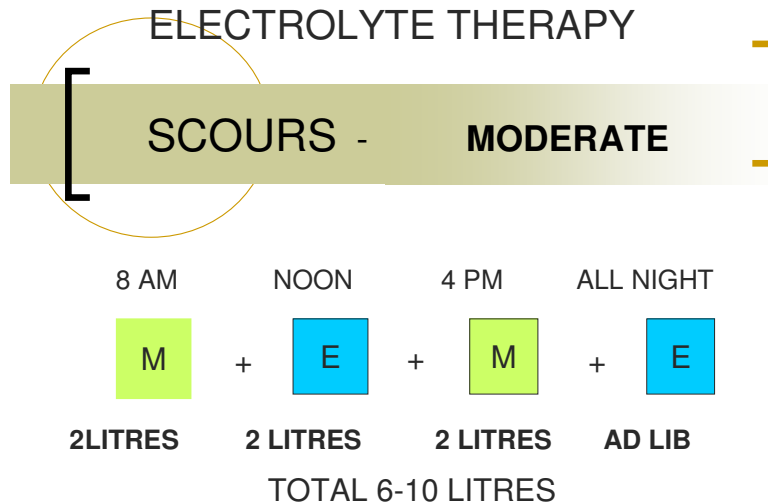 ELECTROLYTE THERAPY
SCOURS - MODERATE
8 AM NOON 4 PM ALL NIGHT
M + E + M + E
2LITRES 2 LITRES 2 LITRES AD LIB
TOTAL 6-10 LITRES